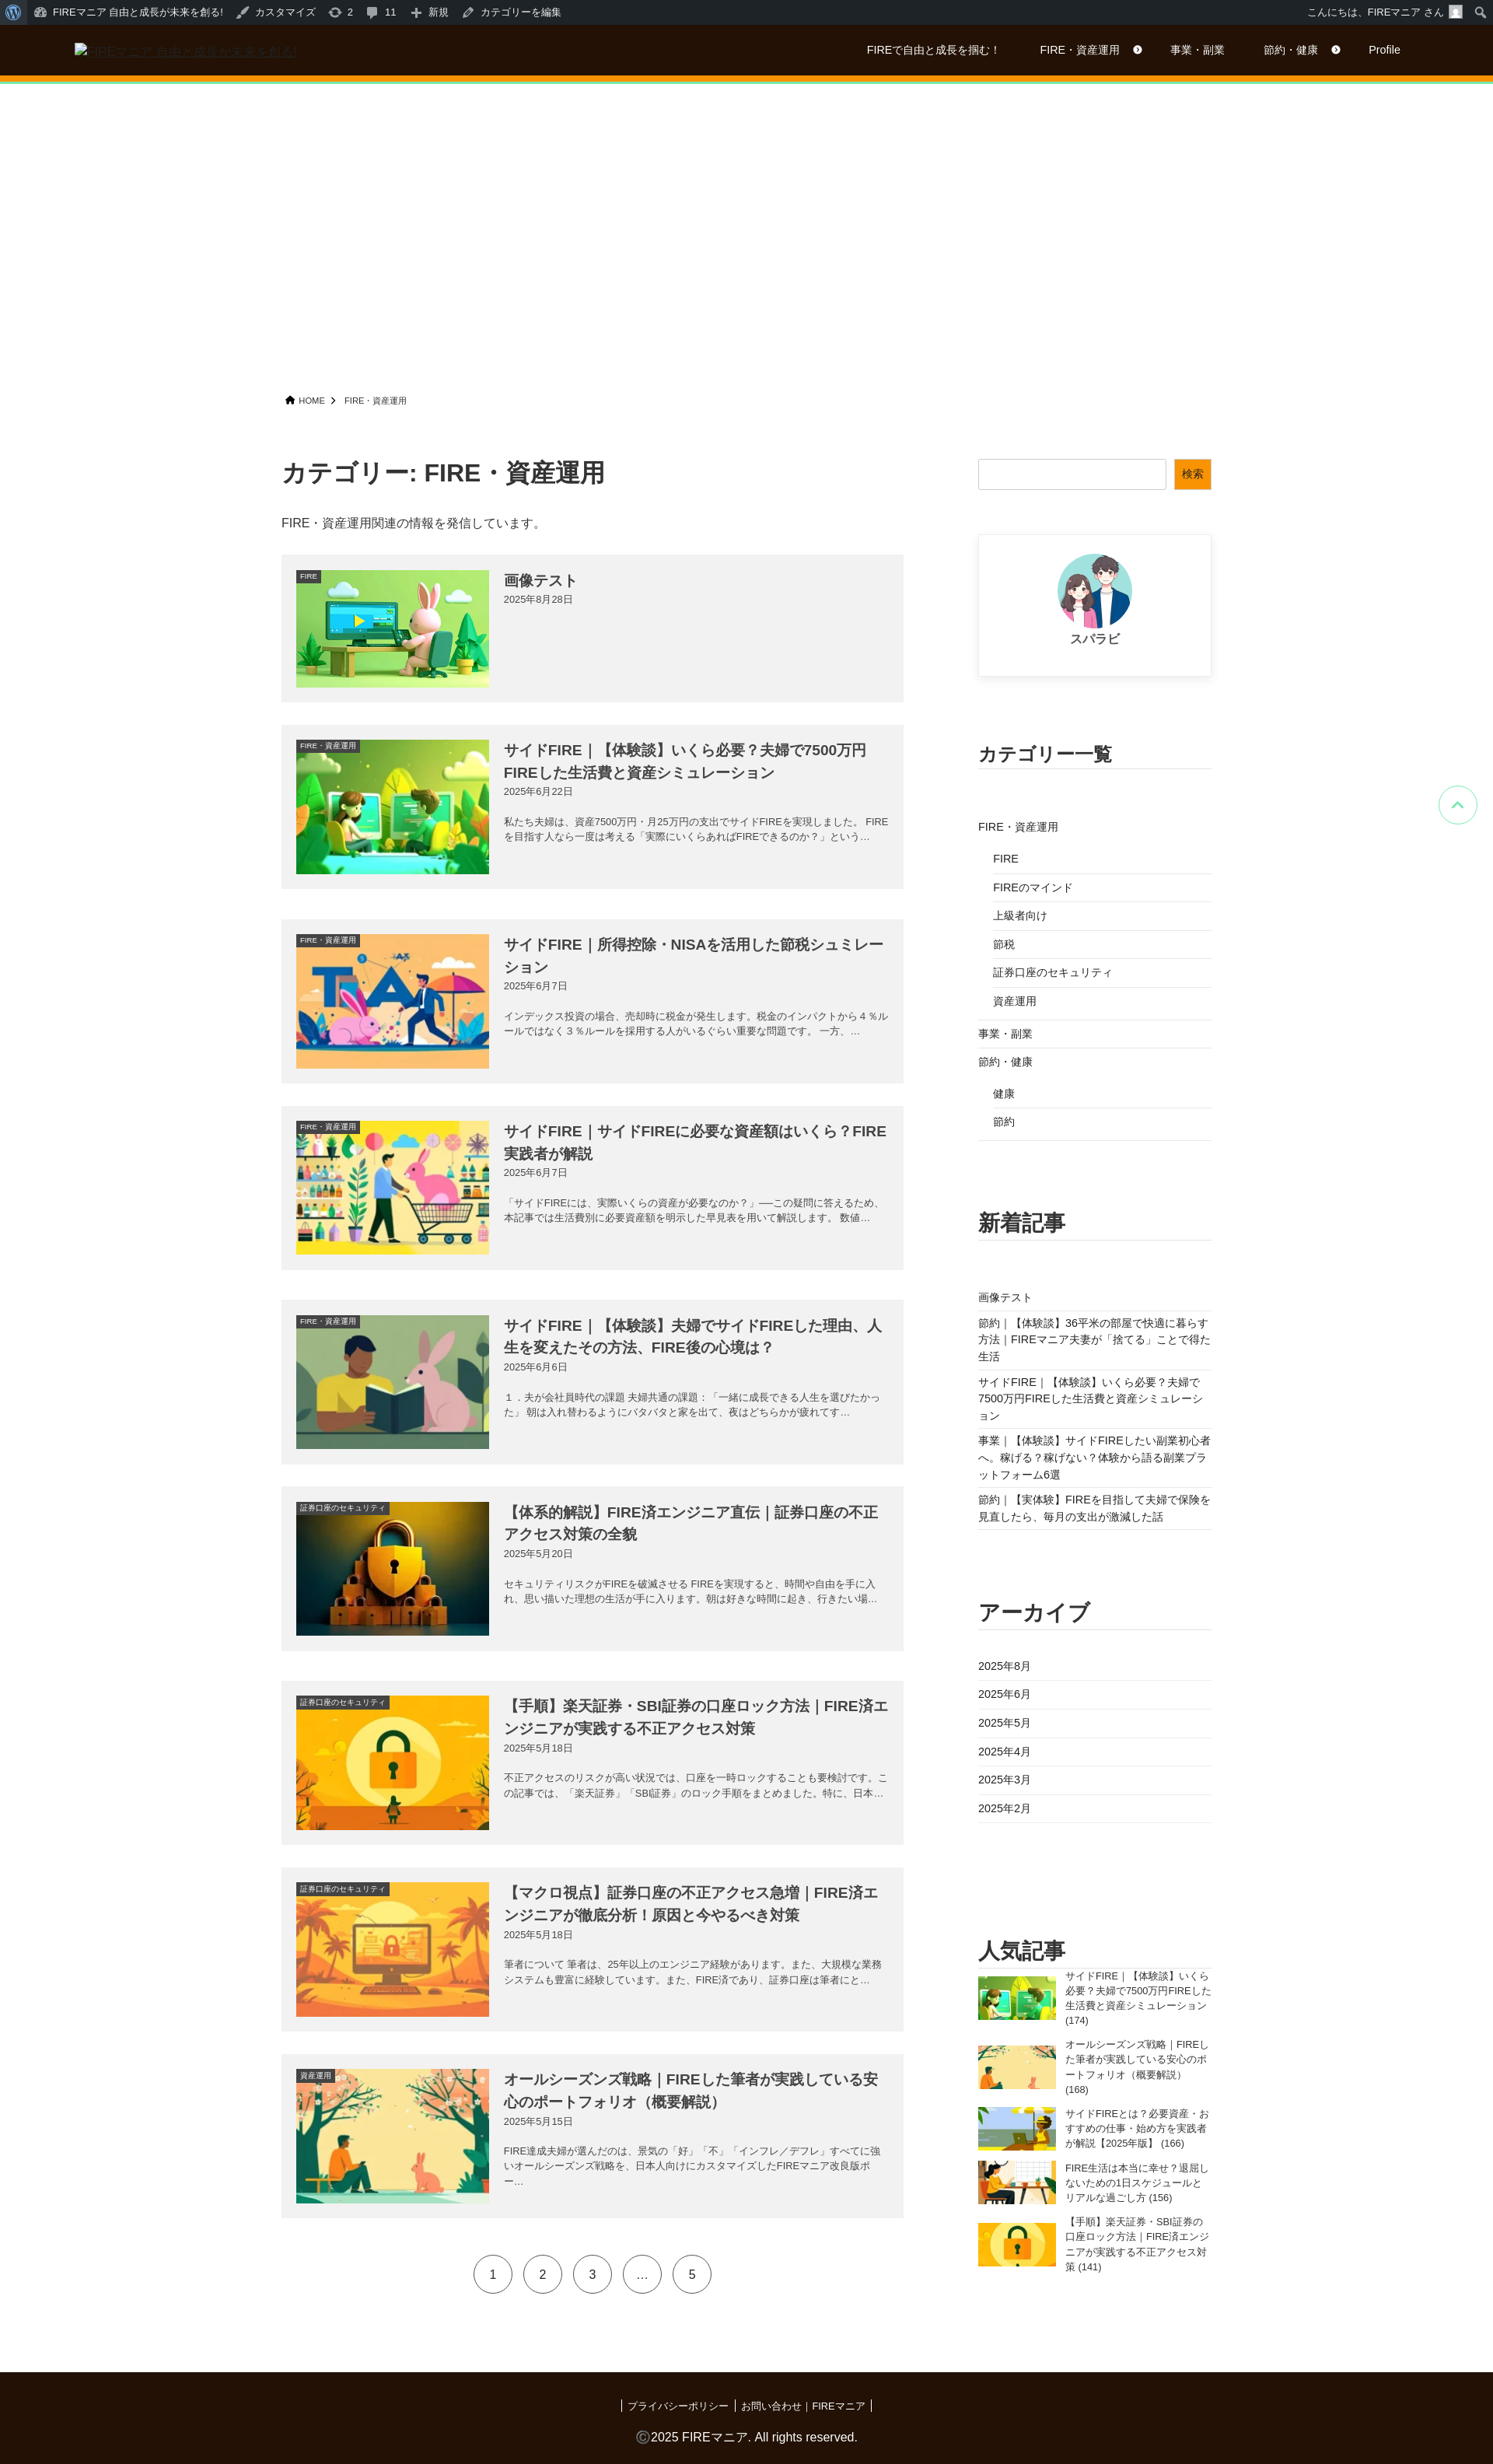 FIREマニア 自由と成長が未来を創る! カスタマイズ 2 11 新規 カテゴリーを編集 こんにちは、FIREマニア さん
FIREマニア 自由と成長が未来を創る! FIREで自由と成長を掴む！ FIRE・資産運用 事業・副業 節約・健康 Profile
HOME FIRE・資産運用
カテゴリー: FIRE・資産運用
FIRE・資産運用関連の情報を発信しています。
FIRE
画像テスト
2025年8月28日
FIRE・資産運用
サイドFIRE｜【体験談】いくら必要？夫婦で7500万円
FIREした生活費と資産シミュレーション
2025年6月22日
私たち夫婦は、資産7500万円・月25万円の支出でサイドFIREを実現しました。 FIRE
を目指す人なら一度は考える「実際にいくらあればFIREできるのか？」という…
FIRE・資産運用
サイドFIRE｜所得控除・NISAを活用した節税シュミレー
ション
2025年6月7日
インデックス投資の場合、売却時に税金が発生します。税金のインパクトから４％ル
ールではなく３％ルールを採用する人がいるぐらい重要な問題です。 一方、…
FIRE・資産運用
サイドFIRE｜サイドFIREに必要な資産額はいくら？FIRE
実践者が解説
2025年6月7日
「サイドFIREには、実際いくらの資産が必要なのか？」──この疑問に答えるため、
本記事では生活費別に必要資産額を明示した早見表を用いて解説します。 数値…
FIRE・資産運用
サイドFIRE｜【体験談】夫婦でサイドFIREした理由、人
生を変えたその方法、FIRE後の心境は？
2025年6月6日
１．夫が会社員時代の課題 夫婦共通の課題：「一緒に成長できる人生を選びたかっ
た」 朝は入れ替わるようにバタバタと家を出て、夜はどちらかが疲れてす…
証券口座のセキュリティ
【体系的解説】FIRE済エンジニア直伝｜証券口座の不正
アクセス対策の全貌
2025年5月20日
セキュリティリスクがFIREを破滅させる FIREを実現すると、時間や自由を手に入
れ、思い描いた理想の生活が手に入ります。朝は好きな時間に起き、行きたい場…
証券口座のセキュリティ
【手順】楽天証券・SBI証券の口座ロック方法｜FIRE済エ
ンジニアが実践する不正アクセス対策
2025年5月18日
不正アクセスのリスクが高い状況では、口座を一時ロックすることも要検討です。こ
の記事では、「楽天証券」「SBI証券」のロック手順をまとめました。特に、日本…
証券口座のセキュリティ
【マクロ視点】証券口座の不正アクセス急増｜FIRE済エ
ンジニアが徹底分析！原因と今やるべき対策
2025年5月18日
筆者について 筆者は、25年以上のエンジニア経験があります。また、大規模な業務
システムも豊富に経験しています。また、FIRE済であり、証券口座は筆者にと…
資産運用
オールシーズンズ戦略｜FIREした筆者が実践している安
心のポートフォリオ（概要解説）
2025年5月15日
FIRE達成夫婦が選んだのは、景気の「好」「不」「インフレ／デフレ」すべてに強
いオールシーズンズ戦略を、日本人向けにカスタマイズしたFIREマニア改良版ポ
ー…
1 2 3 … 5
検索
スパラビ
カテゴリー一覧
FIRE・資産運用
FIRE
FIREのマインド
上級者向け
節税
証券口座のセキュリティ
資産運用
事業・副業
節約・健康
健康
節約
新着記事
画像テスト
節約｜【体験談】36平米の部屋で快適に暮らす
方法｜FIREマニア夫妻が「捨てる」ことで得た
生活
サイドFIRE｜【体験談】いくら必要？夫婦で
7500万円FIREした生活費と資産シミュレーシ
ョン
事業｜【体験談】サイドFIREしたい副業初心者
へ。稼げる？稼げない？体験から語る副業プラ
ットフォーム6選
節約｜【実体験】FIREを目指して夫婦で保険を
見直したら、毎月の支出が激減した話
アーカイブ
2025年8月
2025年6月
2025年5月
2025年4月
2025年3月
2025年2月
人気記事
サイドFIRE｜【体験談】いくら
必要？夫婦で7500万円FIREした
生活費と資産シミュレーション
(174)
オールシーズンズ戦略｜FIREし
た筆者が実践している安心のポ
ートフォリオ（概要解説）
(168)
サイドFIREとは？必要資産・お
すすめの仕事・始め方を実践者
が解説【2025年版】 (166)
FIRE生活は本当に幸せ？退屈し
ないための1日スケジュールと
リアルな過ごし方 (156)
【手順】楽天証券・SBI証券の
口座ロック方法｜FIRE済エンジ
ニアが実践する不正アクセス対
策 (141)
プライバシーポリシー お問い合わせ｜FIREマニア
©2025 FIREマニア. All rights reserved.